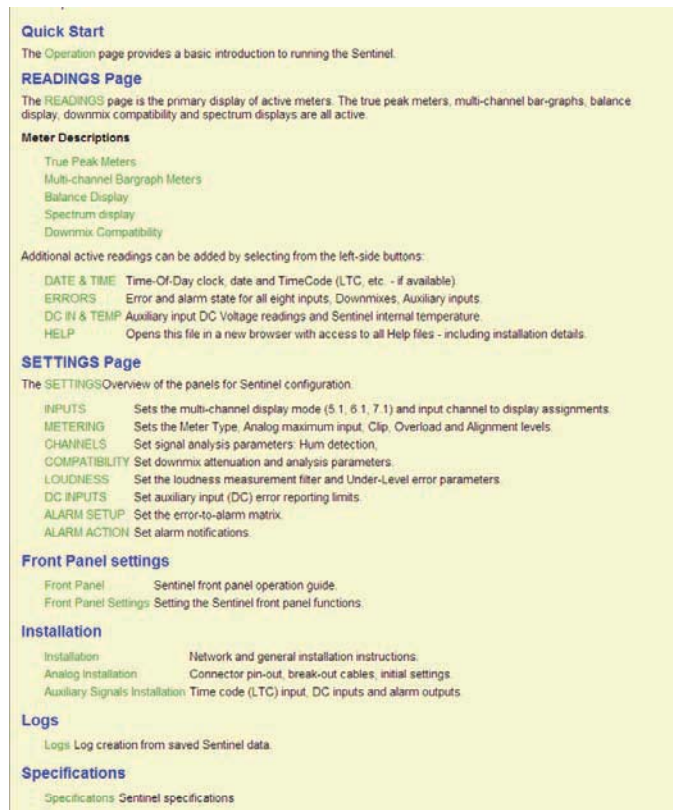 Quick Start
The Operation page provides a basic introduction to running the Sentinel.
READINGS Page
The READINGS page is the primary display of active meters. The true peak meters, multi-channel bar-graphs, balance
display, downmix compatibility and spectrum displays are all active.
Meter Descriptions
True Peak Meters
Multi-channel Bargraph Meters
Balance Display
Spectrum display
Downmix Compatibility
Additional active readings can be added by selecting from the left-side buttons:
DATE & TIME Time-Of-Day clock, date and TimeCode (LTC, etc. - if available).
ERRORS Error and alarm state for all eight inputs, Downmixes, Auxiliary inputs.
DC IN & TEMP Auxiliary input DC Voltage readings and Sentinel internal temperature.
HELP Opens this file in a new browser with access to all Help files - including installation details.
SETTINGS Page
The SETTINGSOverview of the panels for Sentinel configuration.
INPUTS Sets the multi-channel display mode (5.1, 6.1, 7.1) and input channel to display assignments.
METERING Sets the Meter Type, Analog maximum input, Clip, Overload and Alignment levels.
CHANNELS Set signal analysis parameters: Hum detection,
COMPATIBILITY Set downmix attenuation and analysis parameters.
LOUDNESS Set the loudness measurement filter and Under-Level error parameters.
DC INPUTS Set auxiliary input (DC) error reporting limits.
ALARM SETUP Set the error-to-alarm matrix.
ALARM ACTION Set alarm notifications.
Front Panel settings
Front Panel Sentinel front panel operation guide.
Front Panel Settings Setting the Sentinel front panel functions.
Installation
Installation Network and general installation instructions.
Analog Installation Connector pin-out, break-out cables, initial settings.
Auxiliary Signals Installation Time code (LTC) input, DC inputs and alarm outputs.
Logs
Logs Log creation from saved Sentinel data.
Specifications
Specificatons Sentinel specifications